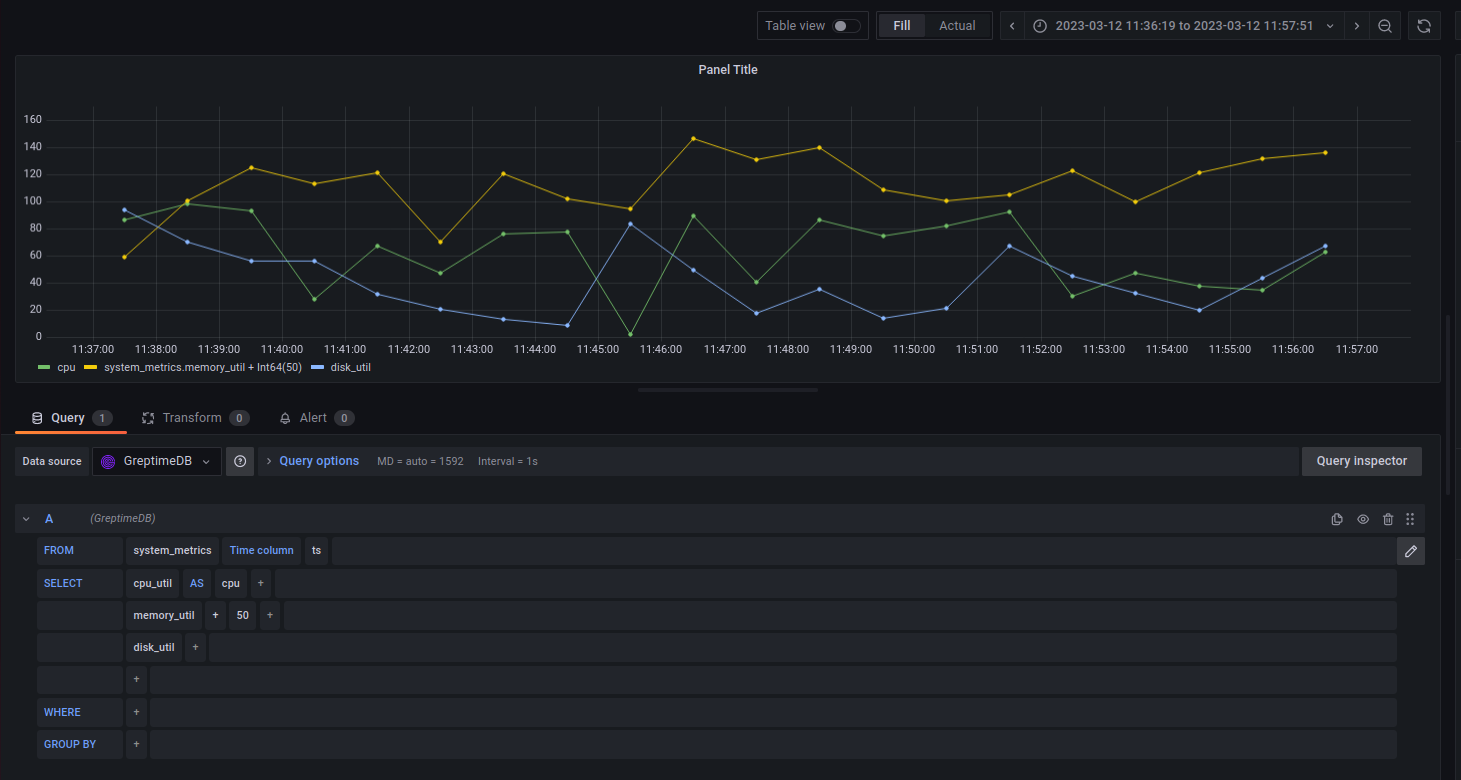 Table view Fill Actual 2023-03-12 11:36:19 to 2023-03-12 11:57:51
Panel Title
160
140
120
100
80
60
40
20
0
11:37:00 11:38:00 11:39:00 11:40:00 11:41:00 11:42:00 11:43:00 11:44:00 11:45:00 11:46:00 11:47:00 11:48:00 11:49:00 11:50:00 11:51:00 11:52:00 11:53:00 11:54:00 11:55:00 11:56:00 11:57:00
cpu system_metrics.memory_util + Int64(50) disk_util
Query 1 Transform 0 Alert 0
Data source GreptimeDB ? > Query options MD = auto = 1592 Interval = 1s Query inspector
A (GreptimeDB)
FROM system_metrics Time column ts
SELECT cpu_util AS cpu +
memory_util + 50 +
disk_util +
+
WHERE +
GROUP BY +